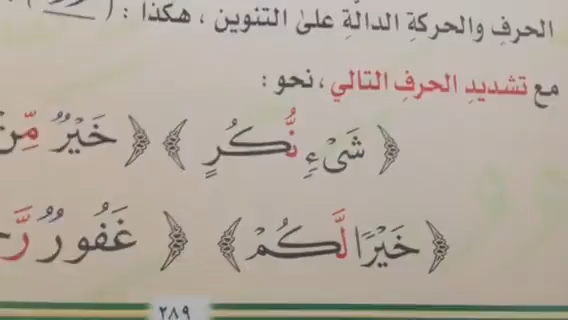 الحرفِ والحركةِ الدالّةِ على التنوين ، هكذا : (
مع تشديدِ الحرفِ التالي ، نحو :
﴿ شَىْءٍ نُّكُرٍ ﴾ ﴿ خَيْرٌ مِّن
﴿ خَيْرًا لَّكُمْ ﴾ ﴿ غَفُورٌ رَّ
٢٨٩